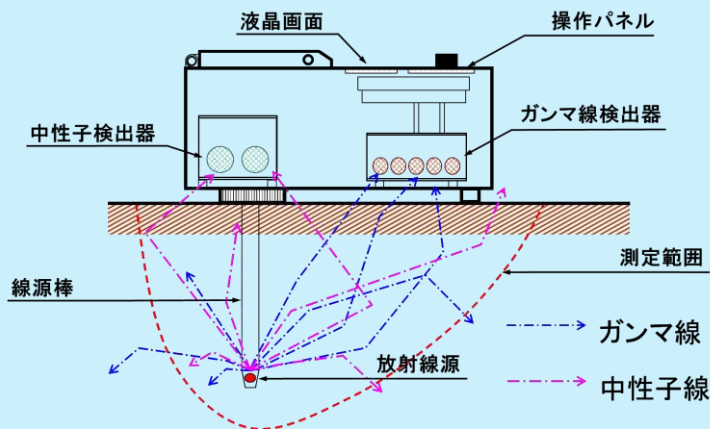 液晶画面
操作パネル
中性子検出器
ガンマ線検出器
測定範囲
線源棒
ガンマ線
放射線源
中性子線